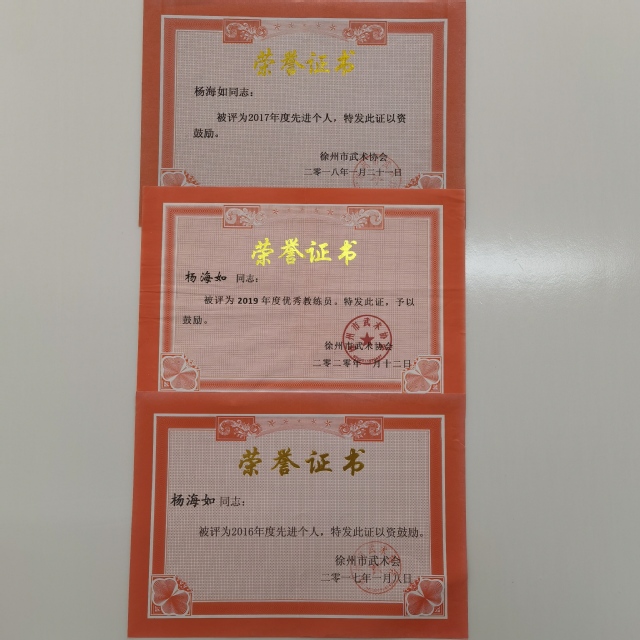 荣誉证书
杨海如同志：
被评为2017年度先进个人，特发此证以资
鼓励。
徐州市武术协会
二零一八年一月二十一日
荣誉证书
杨海如 同志：
被评为 2019 年度优秀教练员。特发此证，予以
鼓励。
徐州市武术协会
二零二零年一月十二日
荣誉证书
杨海如 同志：
被评为2016年度先进个人，特发此证以资鼓励。
徐州市武术会
二零一七年一月八日